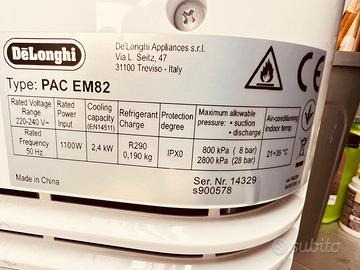 DeLonghi
De'Longhi Appliances s.r.l.
Via L. Seitz, 47
31100 Treviso - Italy
Type: PAC EM82
Rated Voltage Range 220-240 V~
Rated Power Input
Cooling capacity (EN14511)
Refrigerant Charge
Protection degree
Maximum allowable pressure: • suction • discharge
Air-conditioning indoor temp.
Rated Frequency 50 Hz
1100W
2,4 kW
R290 0,190 kg
IPX0
800 kPa ( 8 bar)
2800 kPa (28 bar)
21÷35 °C
Made in China
Ser. Nr. 14329
s900578
subito